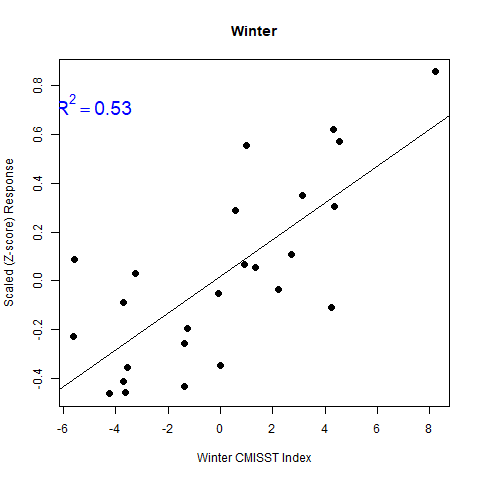 Winter
R² = 0.53
Scaled (Z-score) Response
0.8
0.6
0.4
0.2
0.0
-0.2
-0.4
-6 -4 -2 0 2 4 6 8
Winter CMISST Index